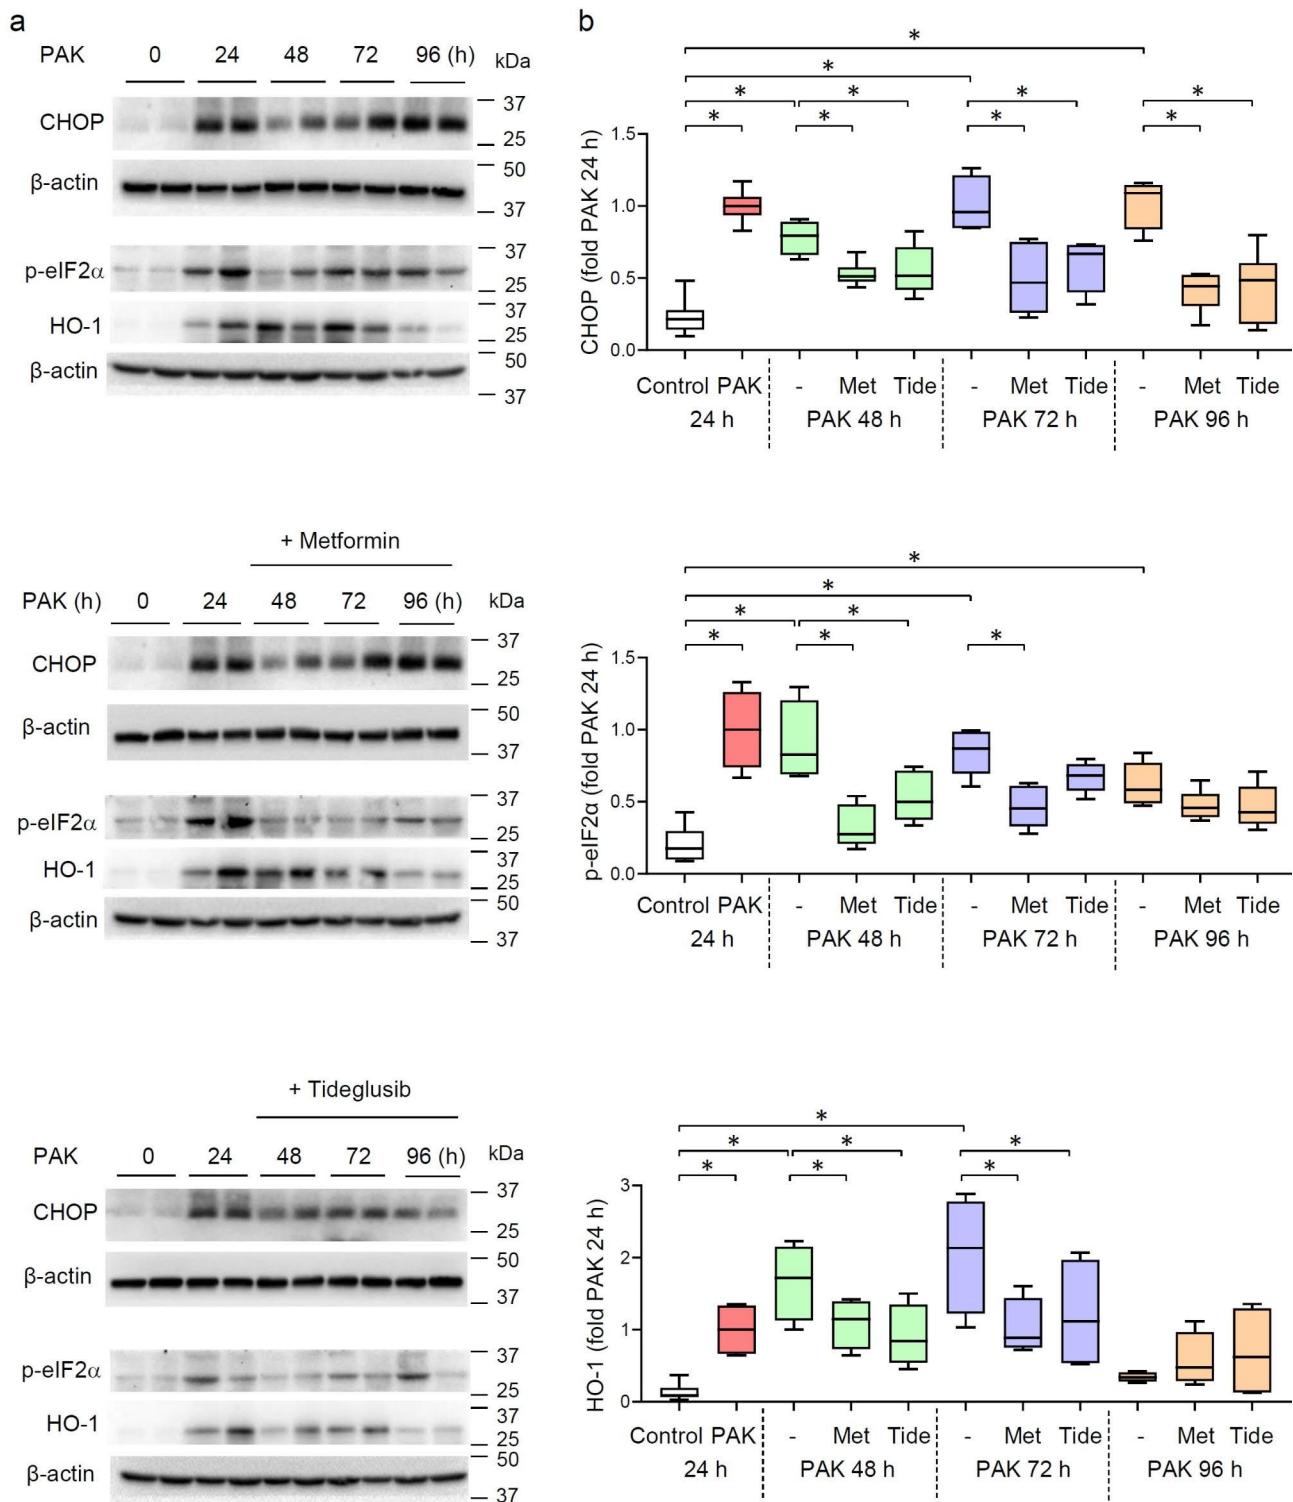 a
PAK 0 24 48 72 96 (h) kDa
CHOP
37
25
β-actin
50
37
p-eIF2α
37
25
HO-1
37
25
β-actin
50
37
+ Metformin
PAK (h) 0 24 48 72 96 (h) kDa
CHOP
37
25
β-actin
50
37
p-eIF2α
37
25
HO-1
37
25
β-actin
50
37
+ Tideglusib
PAK 0 24 48 72 96 (h) kDa
CHOP
37
25
β-actin
50
37
p-eIF2α
37
25
HO-1
37
25
β-actin
50
37
b
*
*
* *
*
* * * * *
CHOP (fold PAK 24 h)
1.5
1.0
0.5
0.0
Control PAK - Met Tide - Met Tide - Met Tide
24 h PAK 48 h PAK 72 h PAK 96 h
*
*
* *
* * *
p-eIF2α (fold PAK 24 h)
1.5
1.0
0.5
0.0
Control PAK - Met Tide - Met Tide - Met Tide
24 h PAK 48 h PAK 72 h PAK 96 h
*
* * *
* * *
HO-1 (fold PAK 24 h)
3
2
1
0
Control PAK - Met Tide - Met Tide - Met Tide
24 h PAK 48 h PAK 72 h PAK 96 h